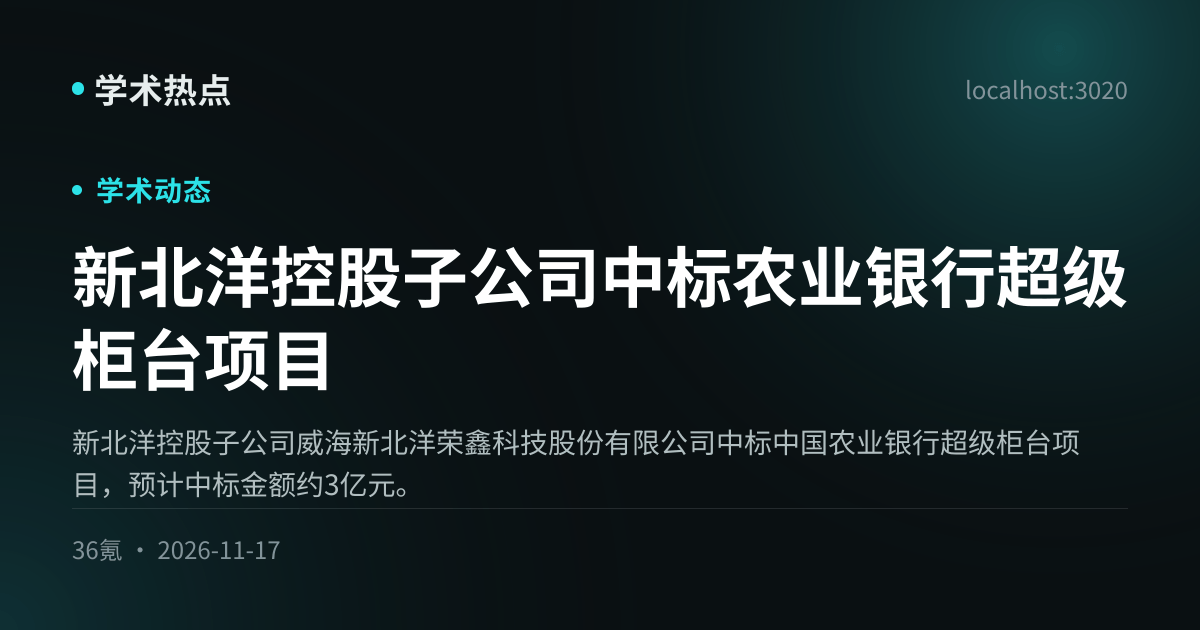 学术热点
localhost:3020
学术动态
新北洋控股子公司中标农业银行超级
柜台项目
新北洋控股子公司威海新北洋荣鑫科技股份有限公司中标中国农业银行超级柜台项
目，预计中标金额约3亿元。
36氪 · 2026-11-17